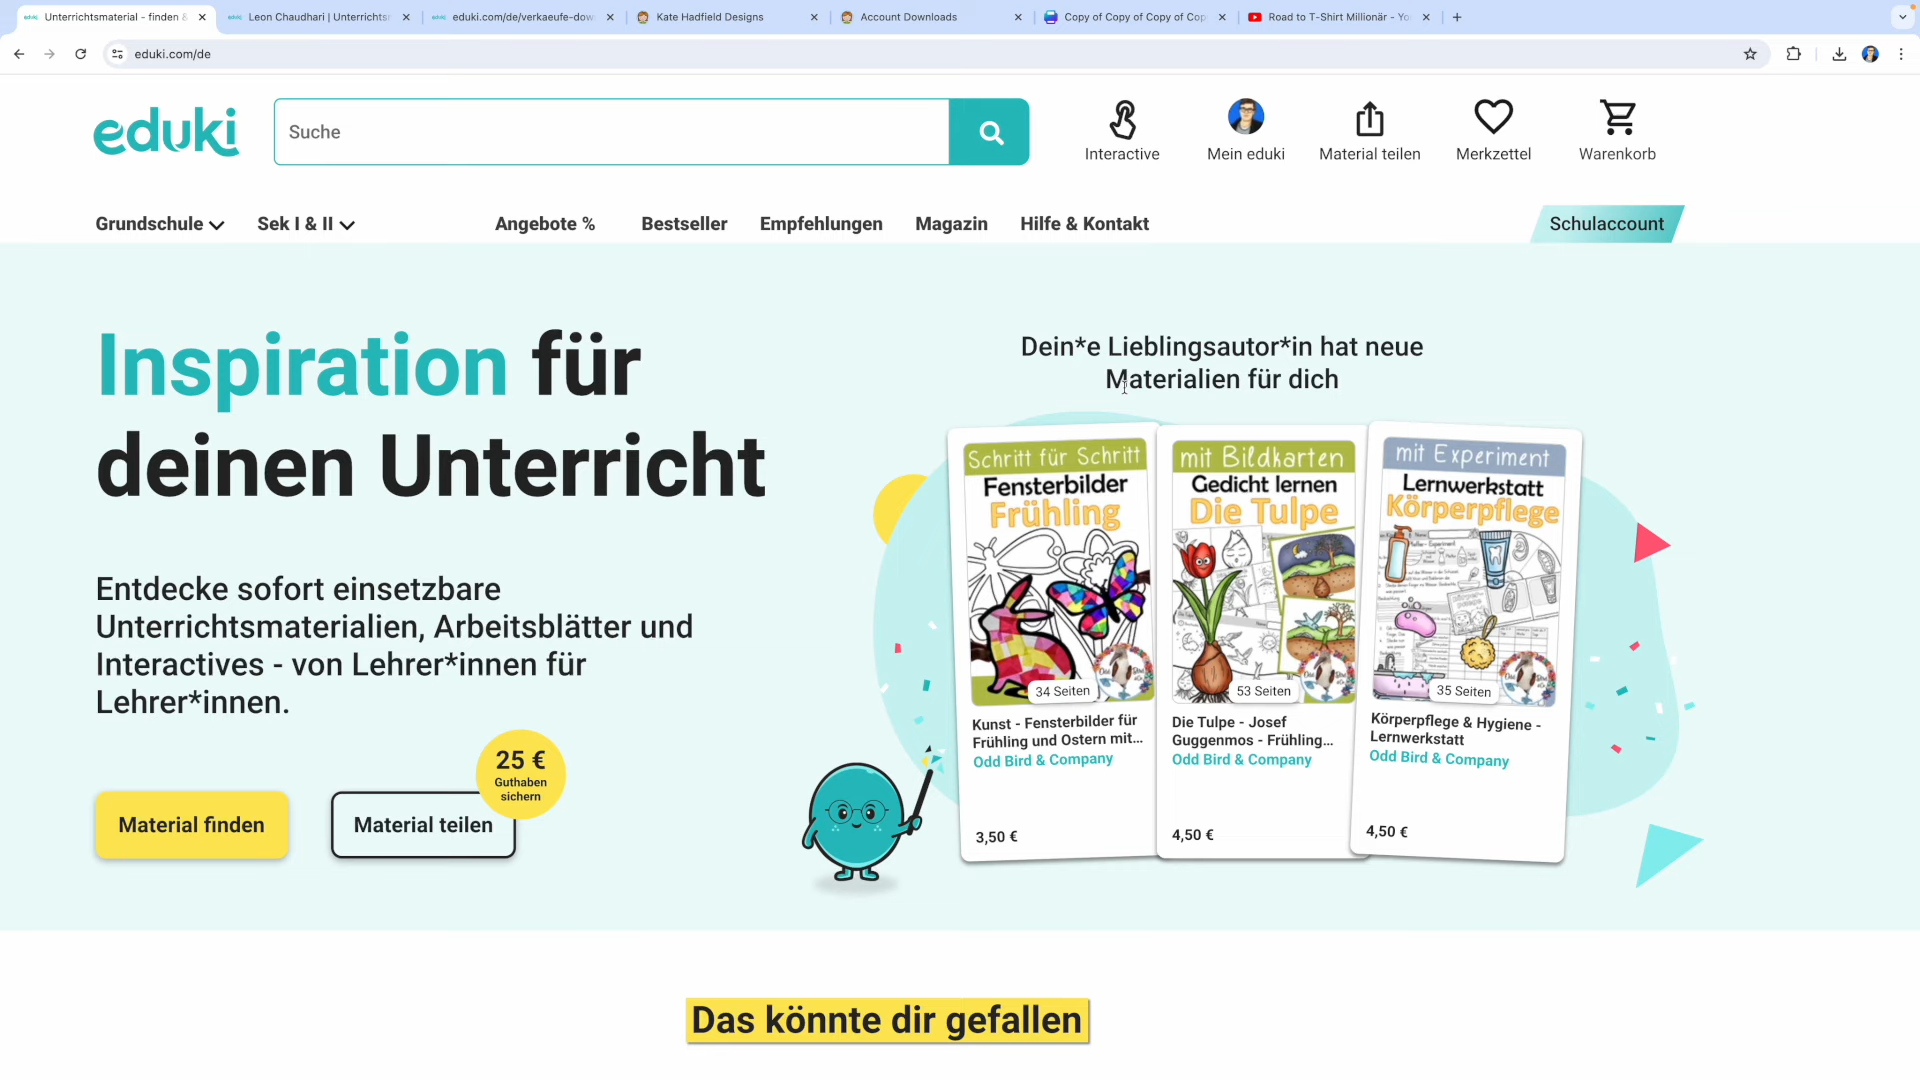 Unterrichtsmaterial - finden &
Leon Chaudhari | Unterrichts
eduki.com/de/verkaeufe-dow
Kate Hadfield Designs
Account Downloads
Copy of Copy of Copy of Cop
Road to T-Shirt Millionär - Yo
eduki.com/de
eduki
Suche
Interactive
Mein eduki
Material teilen
Merkzettel
Warenkorb
Grundschule
Sek I & II
Angebote %
Bestseller
Empfehlungen
Magazin
Hilfe & Kontakt
Schulaccount
Inspiration für
deinen Unterricht
Entdecke sofort einsetzbare
Unterrichtsmaterialien, Arbeitsblätter und
Interactives - von Lehrer*innen für
Lehrer*innen.
25 €
Guthaben
sichern
Material finden
Material teilen
Dein*e Lieblingsautor*in hat neue
Materialien für dich
Schritt für Schritt
Fensterbilder
Frühling
34 Seiten
Kunst - Fensterbilder für
Frühling und Ostern mit...
Odd Bird & Company
3,50 €
mit Bildkarten
Gedicht lernen
Die Tulpe
53 Seiten
Die Tulpe - Josef
Guggenmos - Frühling...
Odd Bird & Company
4,50 €
mit Experiment
Lernwerkstatt
Körperpflege
35 Seiten
Körperpflege & Hygiene -
Lernwerkstatt
Odd Bird & Company
4,50 €
Das könnte dir gefallen